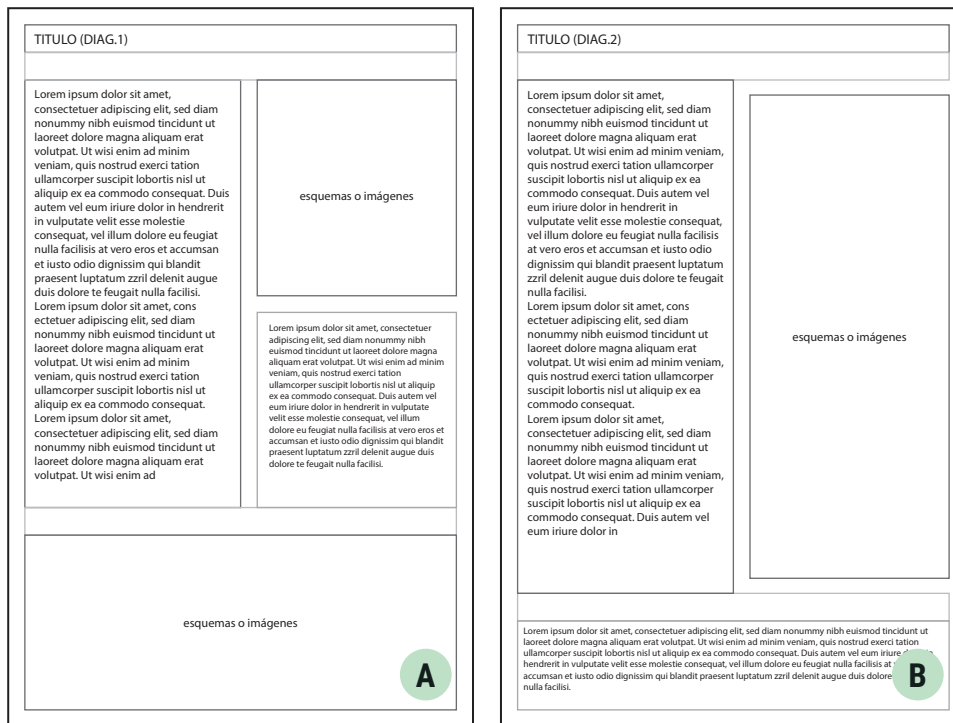 TITULO (DIAG.1)
Lorem ipsum dolor sit amet,
consectetuer adipiscing elit, sed diam
nonummy nibh euismod tincidunt ut
laoreet dolore magna aliquam erat
volutpat. Ut wisi enim ad minim
veniam, quis nostrud exerci tation
ullamcorper suscipit lobortis nisl ut
aliquip ex ea commodo consequat. Duis
autem vel eum iriure dolor in hendrerit
in vulputate velit esse molestie
consequat, vel illum dolore eu feugiat
nulla facilisis at vero eros et accumsan
et iusto odio dignissim qui blandit
praesent luptatum zzril delenit augue
duis dolore te feugait nulla facilisi.
Lorem ipsum dolor sit amet, cons
ectetuer adipiscing elit, sed diam
nonummy nibh euismod tincidunt ut
laoreet dolore magna aliquam erat
volutpat. Ut wisi enim ad minim
veniam, quis nostrud exerci tation
ullamcorper suscipit lobortis nisl ut
aliquip ex ea commodo consequat.
Lorem ipsum dolor sit amet,
consectetuer adipiscing elit, sed diam
nonummy nibh euismod tincidunt ut
laoreet dolore magna aliquam erat
volutpat. Ut wisi enim ad
esquemas o imágenes
Lorem ipsum dolor sit amet, consectetuer
adipiscing elit, sed diam nonummy nibh
euismod tincidunt ut laoreet dolore magna
aliquam erat volutpat. Ut wisi enim ad minim
veniam, quis nostrud exerci tation
ullamcorper suscipit lobortis nisl ut aliquip
ex ea commodo consequat. Duis autem vel
eum iriure dolor in hendrerit in vulputate
velit esse molestie consequat, vel illum
dolore eu feugiat nulla facilisis at vero eros et
accumsan et iusto odio dignissim qui blandit
praesent luptatum zzril delenit augue duis
dolore te feugait nulla facilisi.
esquemas o imágenes
A
TITULO (DIAG.2)
Lorem ipsum dolor sit amet,
consectetuer adipiscing elit, sed diam
nonummy nibh euismod tincidunt ut
laoreet dolore magna aliquam erat
volutpat. Ut wisi enim ad minim veniam,
quis nostrud exerci tation ullamcorper
suscipit lobortis nisl ut aliquip ex ea
commodo consequat. Duis autem vel
eum iriure dolor in hendrerit in
vulputate velit esse molestie consequat,
vel illum dolore eu feugiat nulla facilisis
at vero eros et accumsan et iusto odio
dignissim qui blandit praesent luptatum
zzril delenit augue duis dolore te feugait
nulla facilisi.
Lorem ipsum dolor sit amet, cons
ectetuer adipiscing elit, sed diam
nonummy nibh euismod tincidunt ut
laoreet dolore magna aliquam erat
volutpat. Ut wisi enim ad minim veniam,
quis nostrud exerci tation ullamcorper
suscipit lobortis nisl ut aliquip ex ea
commodo consequat.
Lorem ipsum dolor sit amet,
consectetuer adipiscing elit, sed diam
nonummy nibh euismod tincidunt ut
laoreet dolore magna aliquam erat
volutpat. Ut wisi enim ad minim veniam,
quis nostrud exerci tation ullamcorper
suscipit lobortis nisl ut aliquip ex ea
commodo consequat. Duis autem vel
eum iriure dolor in
esquemas o imágenes
Lorem ipsum dolor sit amet, consectetuer adipiscing elit, sed diam nonummy nibh euismod tincidunt ut
laoreet dolore magna aliquam erat volutpat. Ut wisi enim ad minim veniam, quis nostrud exerci tation
ullamcorper suscipit lobortis nisl ut aliquip ex ea commodo consequat. Duis autem vel eum iriure
hendrerit in vulputate velit esse molestie consequat, vel illum dolore eu feugiat nulla facilisis at
accumsan et iusto odio dignissim qui blandit praesent luptatum zzril delenit augue duis dolore
nulla facilisi.
B